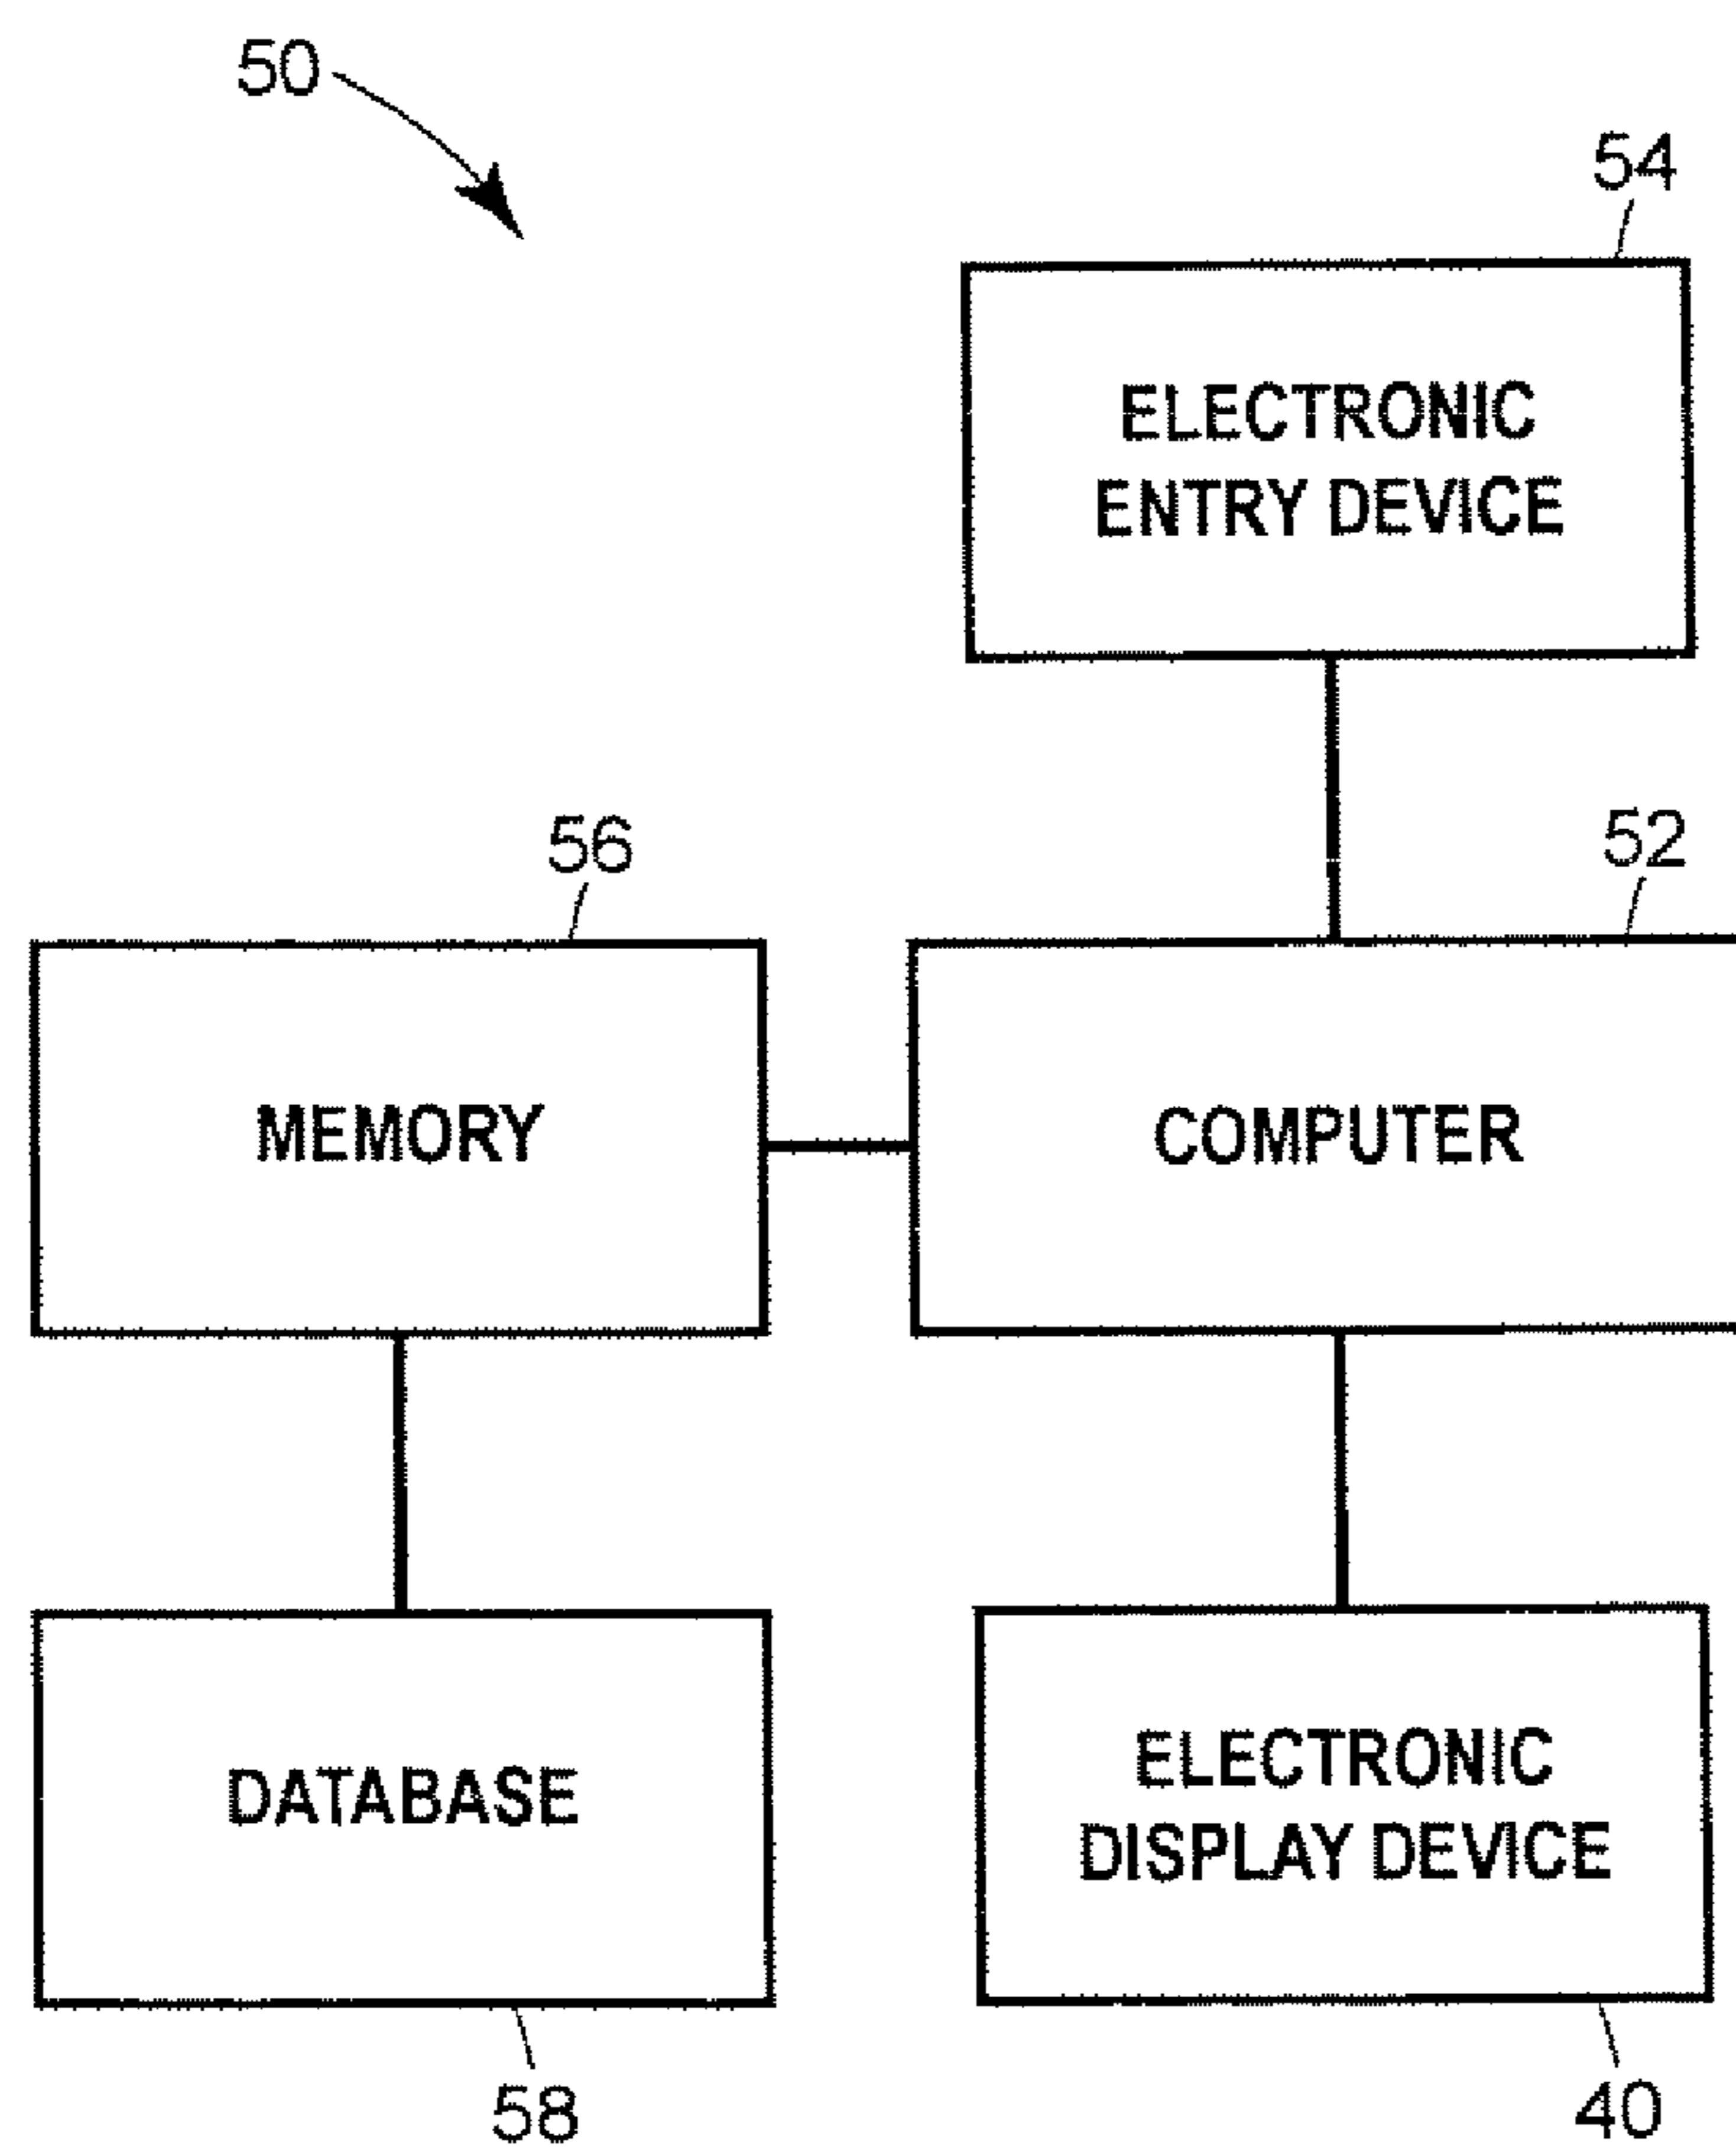 50
54
ELECTRONIC
ENTRY DEVICE
56
52
MEMORY
COMPUTER
DATABASE
ELECTRONIC
DISPLAY DEVICE
58
40